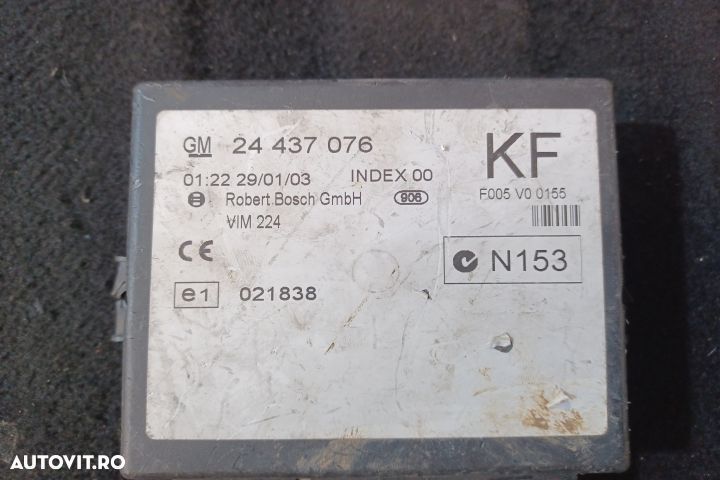 GM 24 437 076
KF
01:22 29/01/03 INDEX 00
F005 V0 0155
Robert Bosch GmbH 906
VIM 224
CE
N153
e1 021838
AUTOVIT.RO